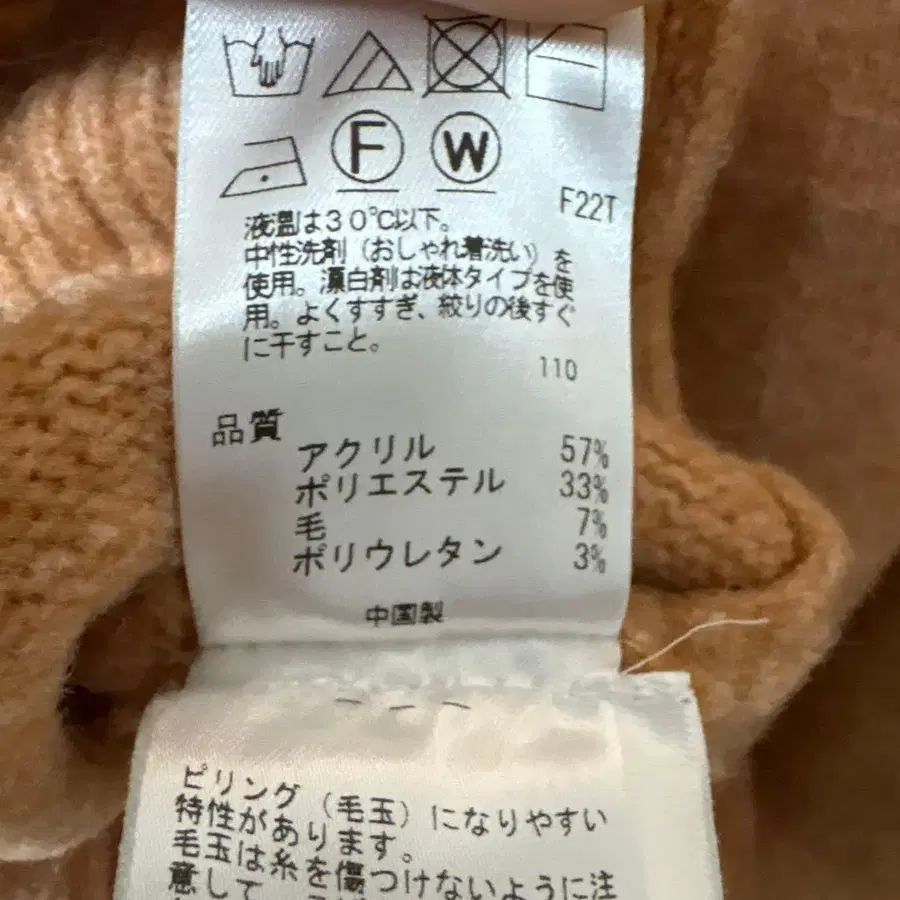 F W
F22T
液温は30℃以下。
中性洗剤（おしゃれ着洗い）を
使用。漂白剤は液体タイプを使
用。よくすすぎ、絞りの後すぐ
に干すこと。
110
品質
アクリル 57%
ポリエステル 33%
毛 7%
ポリウレタン 3%
中国製
ピリング（毛玉）になりやすい
特性があります。
毛玉は糸を傷つけないように注
意して